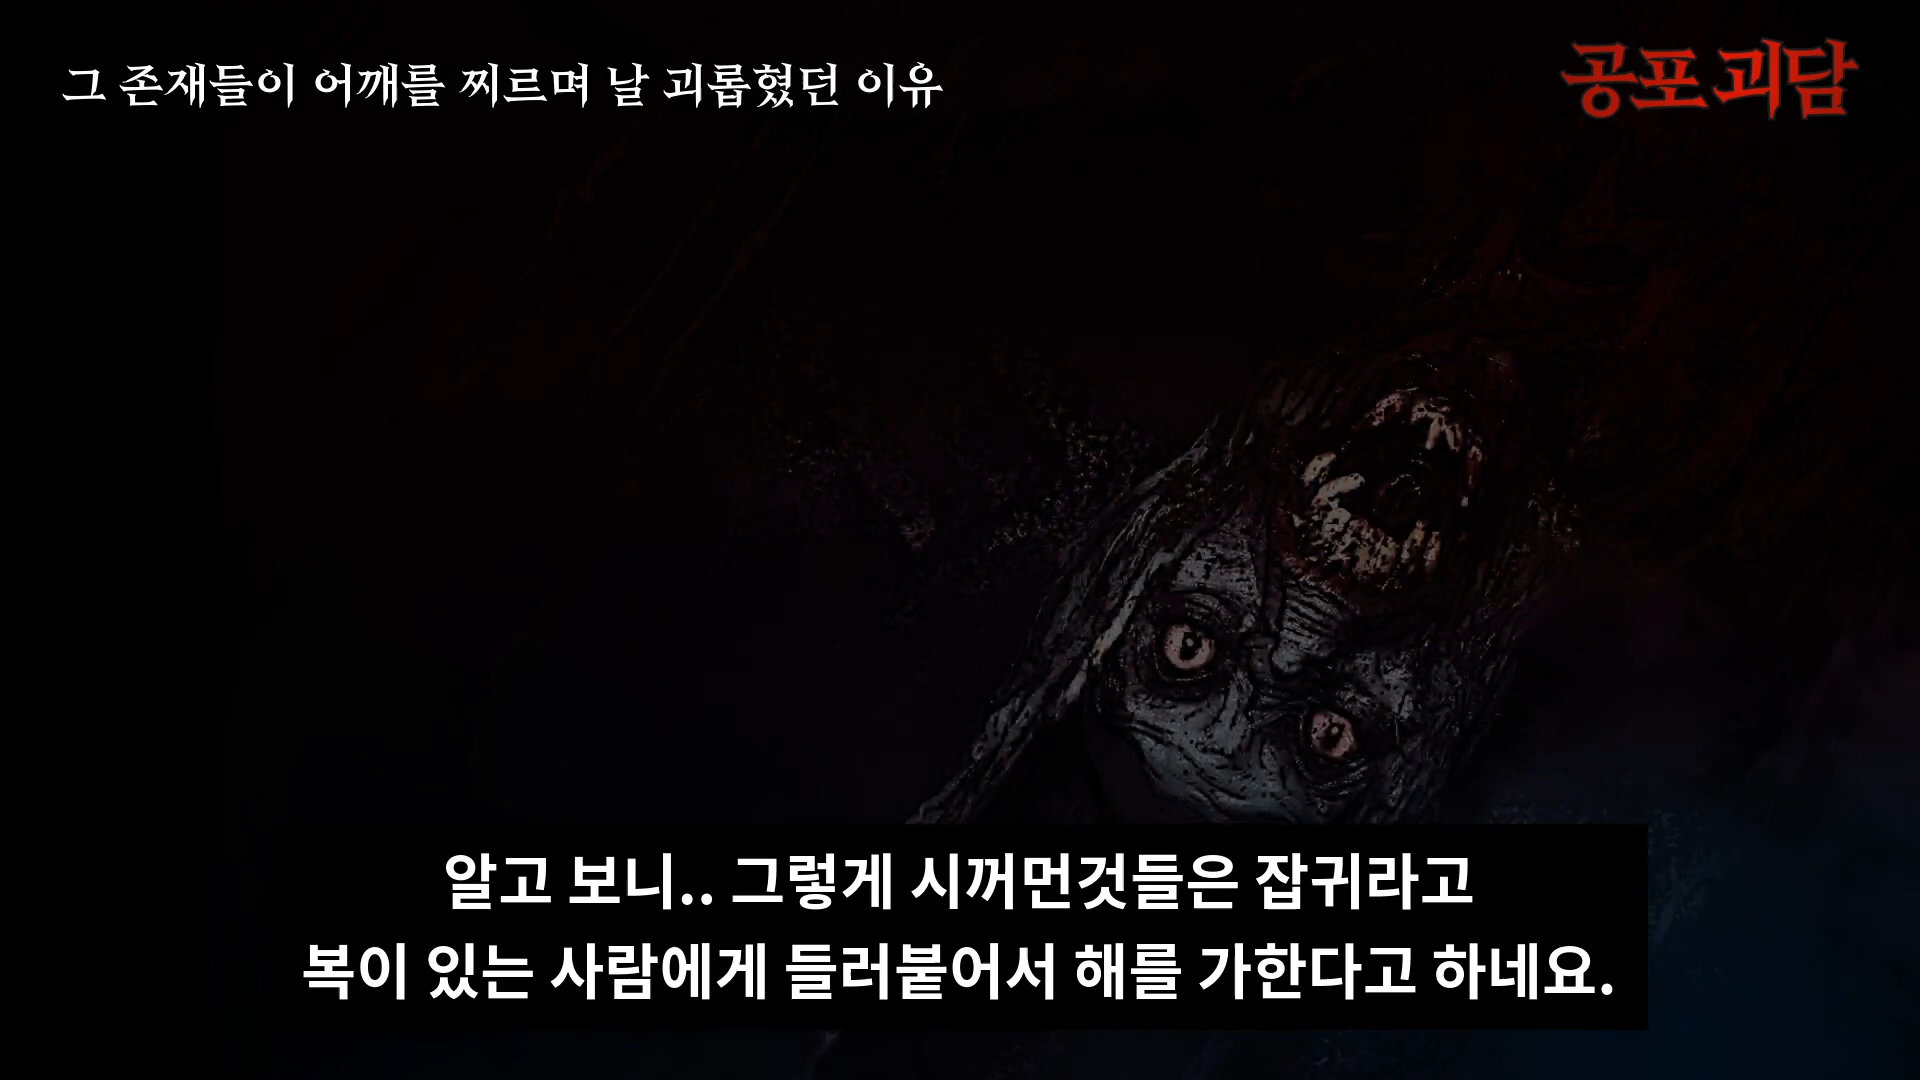 그 존재들이 어깨를 찌르며 날 괴롭혔던 이유
공포괴담
알고 보니.. 그렇게 시꺼먼것들은 잡귀라고
복이 있는 사람에게 들러붙어서 해를 가한다고 하네요.